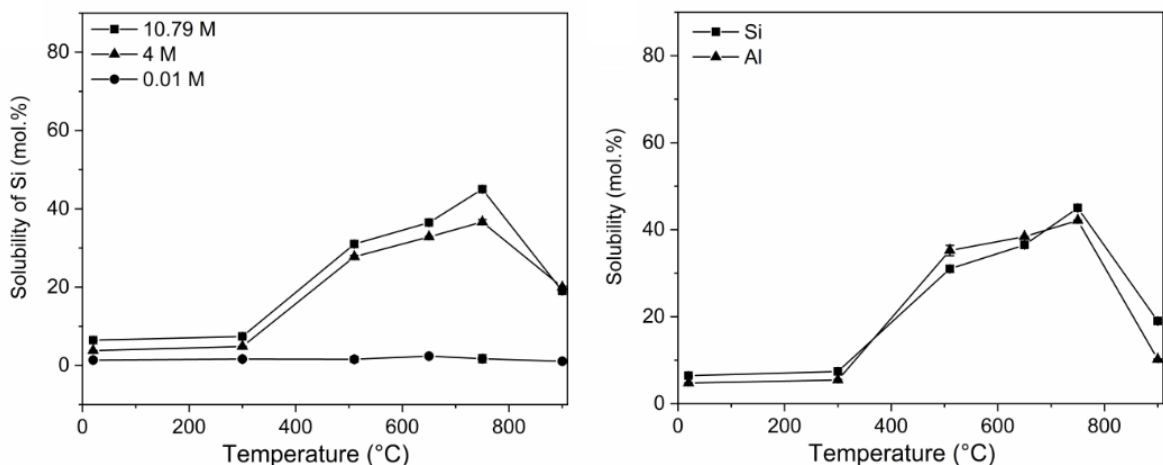 10.79 M
4 M
0.01 M
80
60
40
20
0
Solubility of Si (mol.%)
0 200 400 600 800
Temperature (°C)
Si
Al
80
60
40
20
0
Solubility (mol.%)
0 200 400 600 800
Temperature (°C)